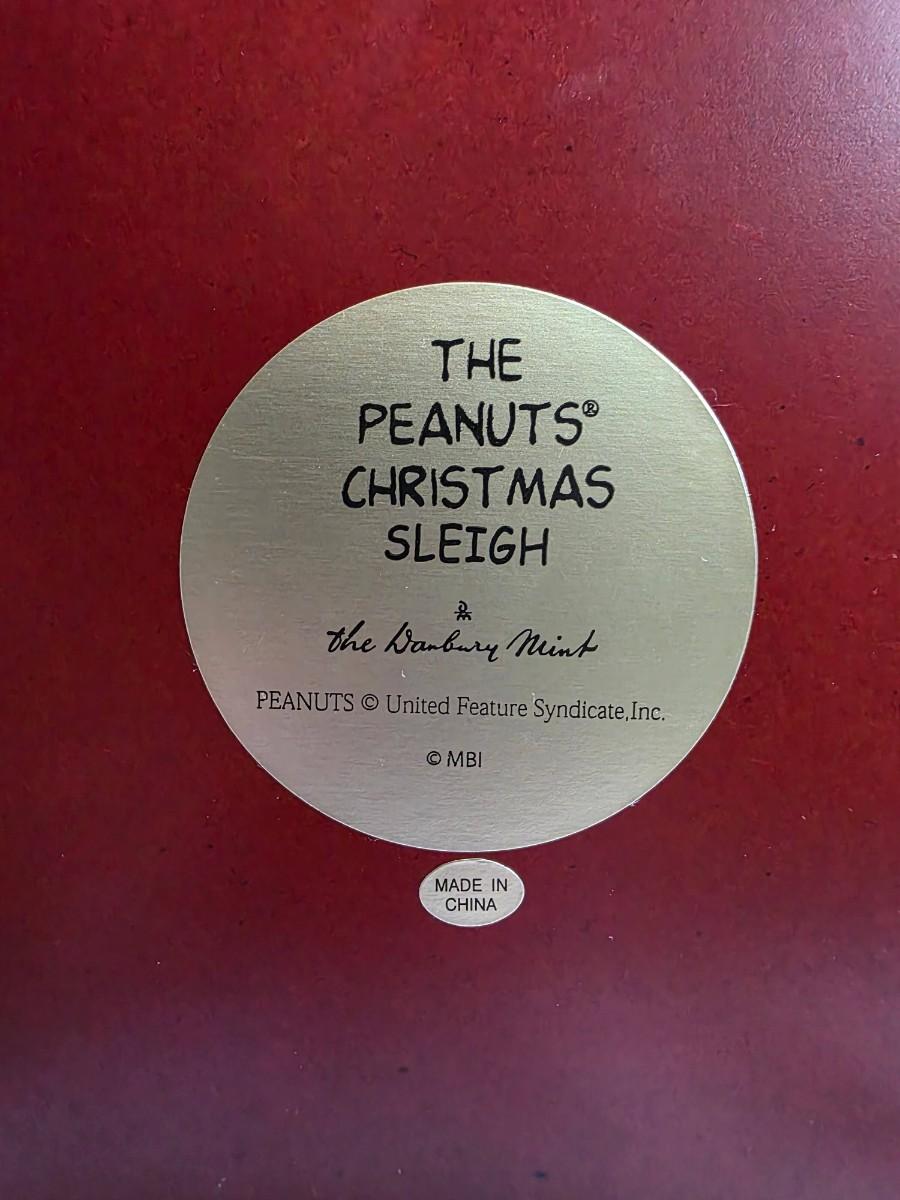 THE
PEANUTS®
CHRISTMAS
SLEIGH
the Danbury Mint
PEANUTS © United Feature Syndicate, Inc.
© MBI
MADE IN
CHINA